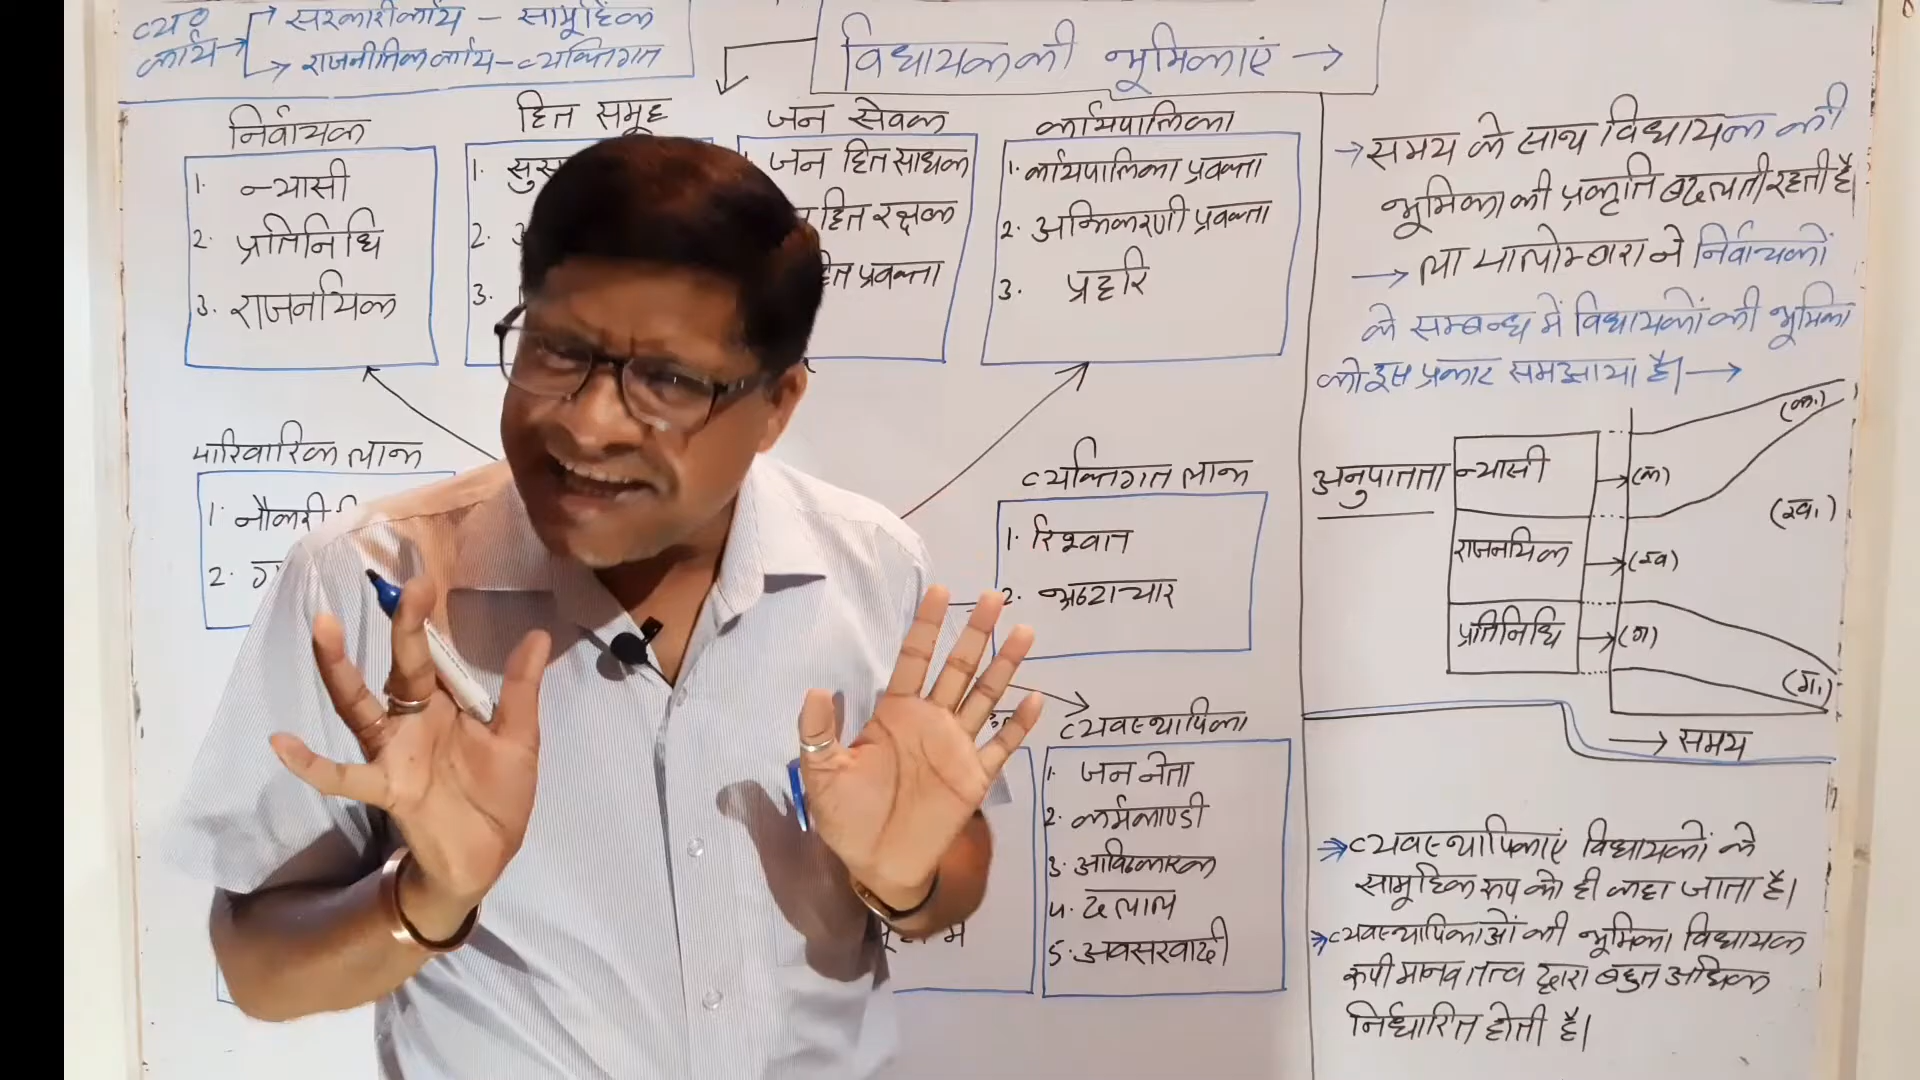 व्य०
कार्य → सरकारी कार्य - सामूहिक
→ राजनीतिक कार्य - व्यक्तिगत
विधायक की भूमिकाएं →
निर्वाचक
1. न्यासी
2. प्रतिनिधि
3. राजनयिक
हित समूह
1.
2.
3.
जन सेवक
जन हित साधक
हित रक्षक
हित प्रवक्ता
कार्यपालिका
1. कार्यपालिका प्रवक्ता
2. अभिकरणी प्रवक्ता
3. प्रहरि
पारिवारिक लाभ
1. नौकरी
2.
व्यक्तिगत लाभ
1. रिश्वत
2. भ्रष्टाचार
व्यवस्थापिका
1. जन नेता
2. कर्मकाण्डी
3. आविष्कारक
4. दलाल
5. अवसरवादी
→ समय के साथ विधायक की
भूमिका की प्रकृति बदलती रहती है।
→ ला पालोम्बारा ने निर्वाचकों
के सम्बन्ध में विधायकों की भूमिका
को इस प्रकार समझाया है। →
अनुपातता
न्यासी → (क)
राजनयिक → (ख)
प्रतिनिधि → (ग)
(क.)
(ख.)
(ग.)
→ समय
→ व्यवस्थापिकाएं विधायकों के
सामूहिक रूप को ही कहा जाता है।
→ व्यवस्थापिकाओं की भूमिका विधायक
रूपी मानव तत्व द्वारा बहुत अधिक
निर्धारित होती है।